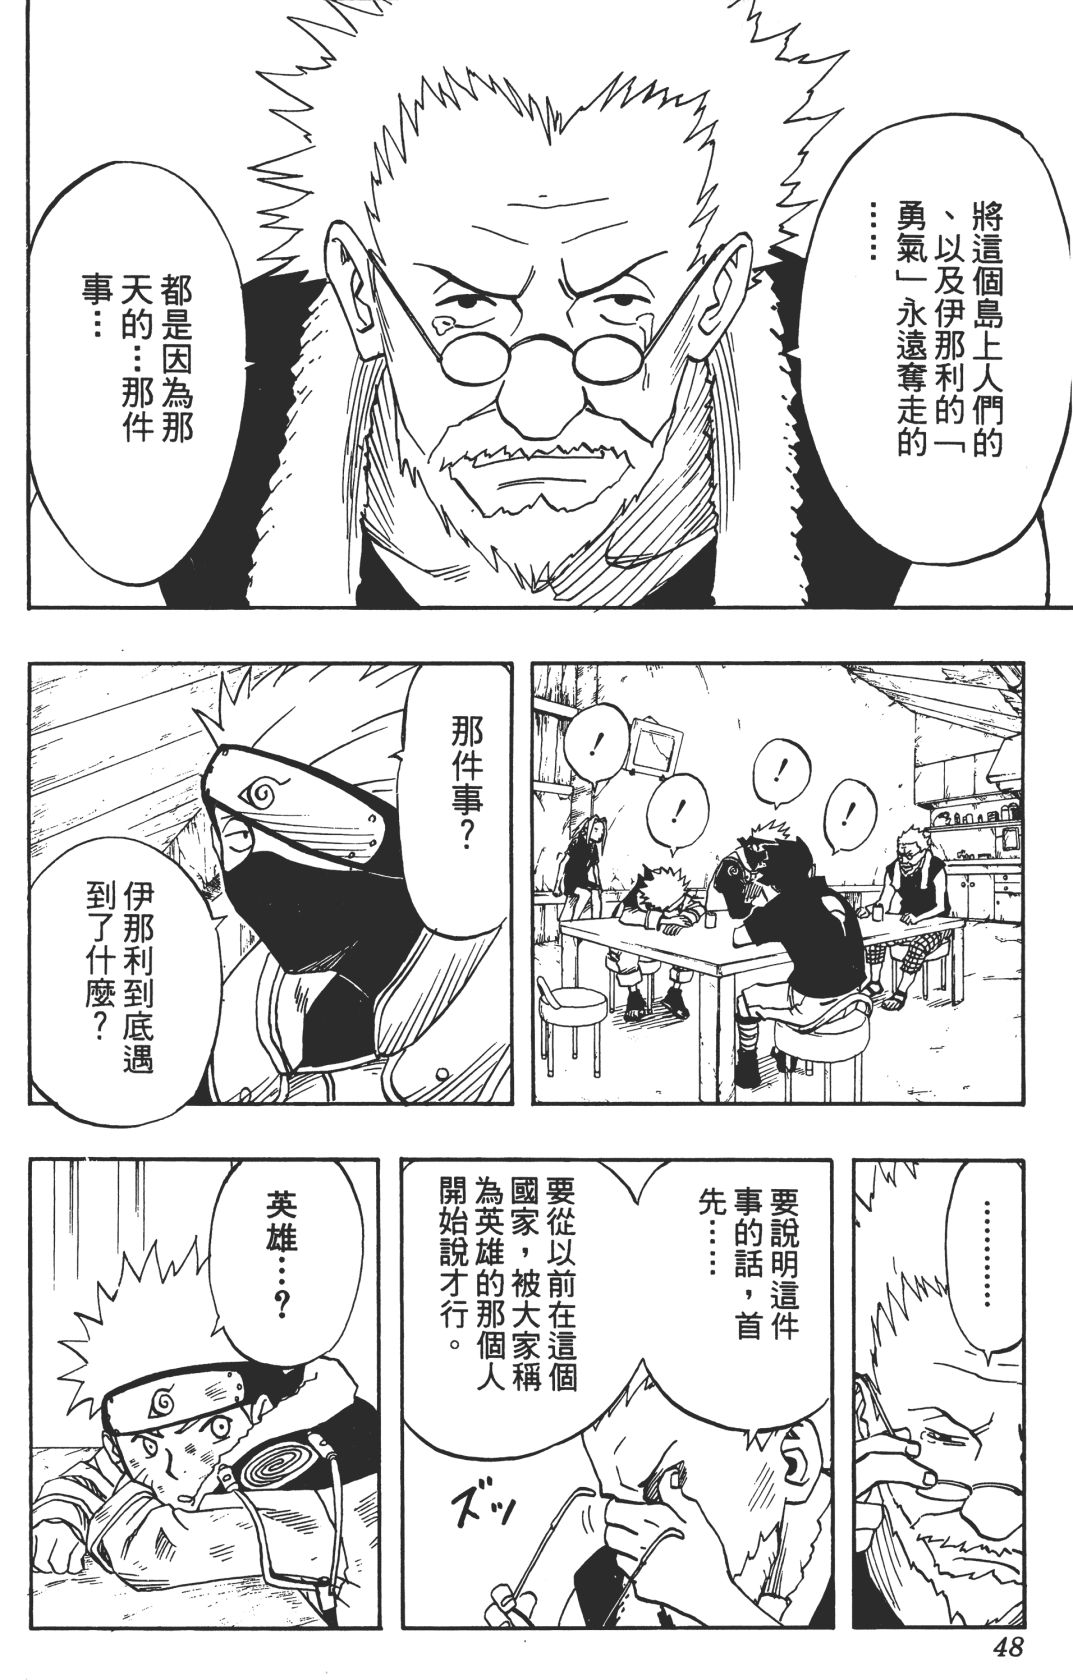 將這個島上人們的
、以及伊那利的「
勇氣」永遠奪走的
……
都是因為那
天的…那件
事…
！
！
！
！
那件事？
伊那利到底遇
到了什麼？
………
要說明這件
事的話，首
先……
要從以前在這個
國家，被大家稱
為英雄的那個人
開始說才行。
ズッ
英雄…？
48